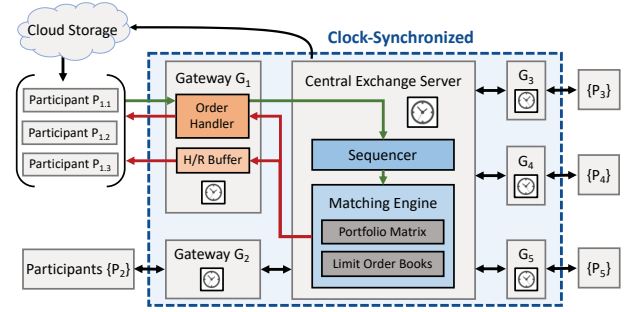 Cloud Storage
Clock-Synchronized
Participant P1.1
Participant P1.2
Participant P1.3
Gateway G1
Order
Handler
H/R Buffer
Central Exchange Server
Sequencer
Matching Engine
Portfolio Matrix
Limit Order Books
G3
{P3}
G4
{P4}
Participants {P2}
Gateway G2
G5
{P5}